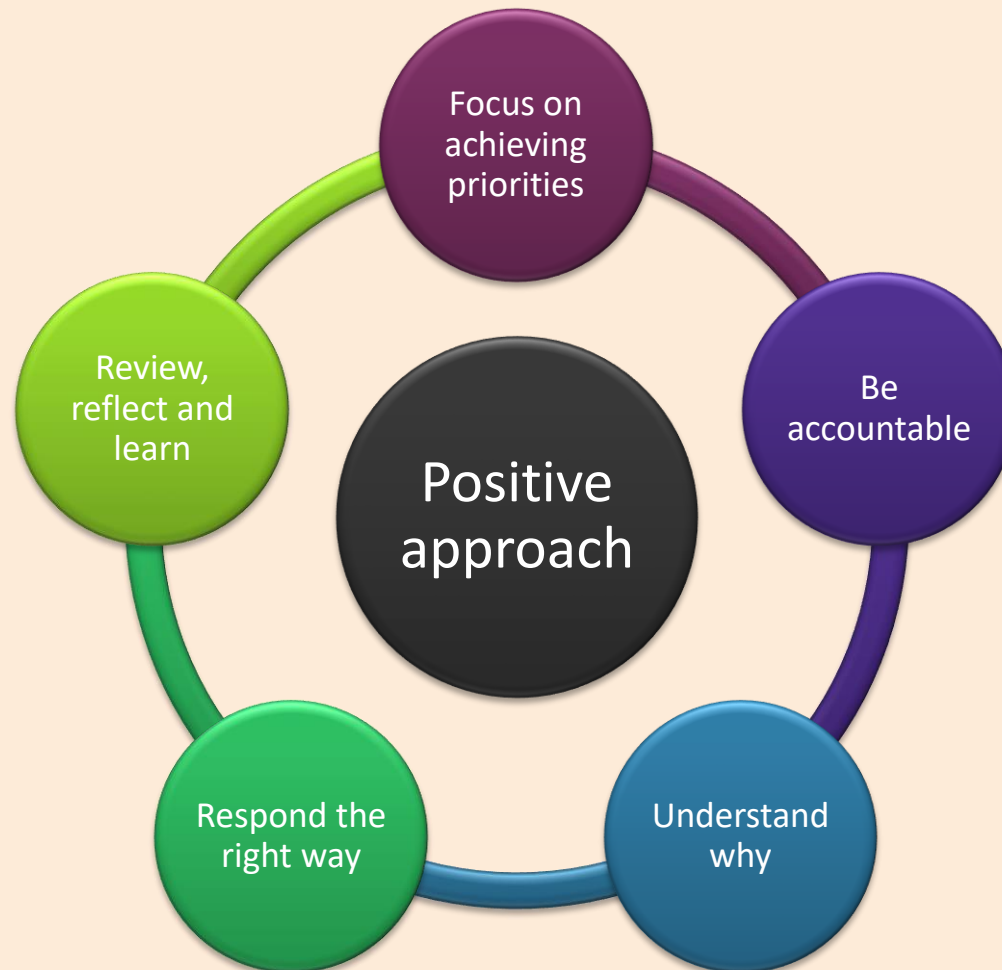 Focus on
achieving
priorities
Be
accountable
Understand
why
Respond the
right way
Review,
reflect and
learn
Positive
approach